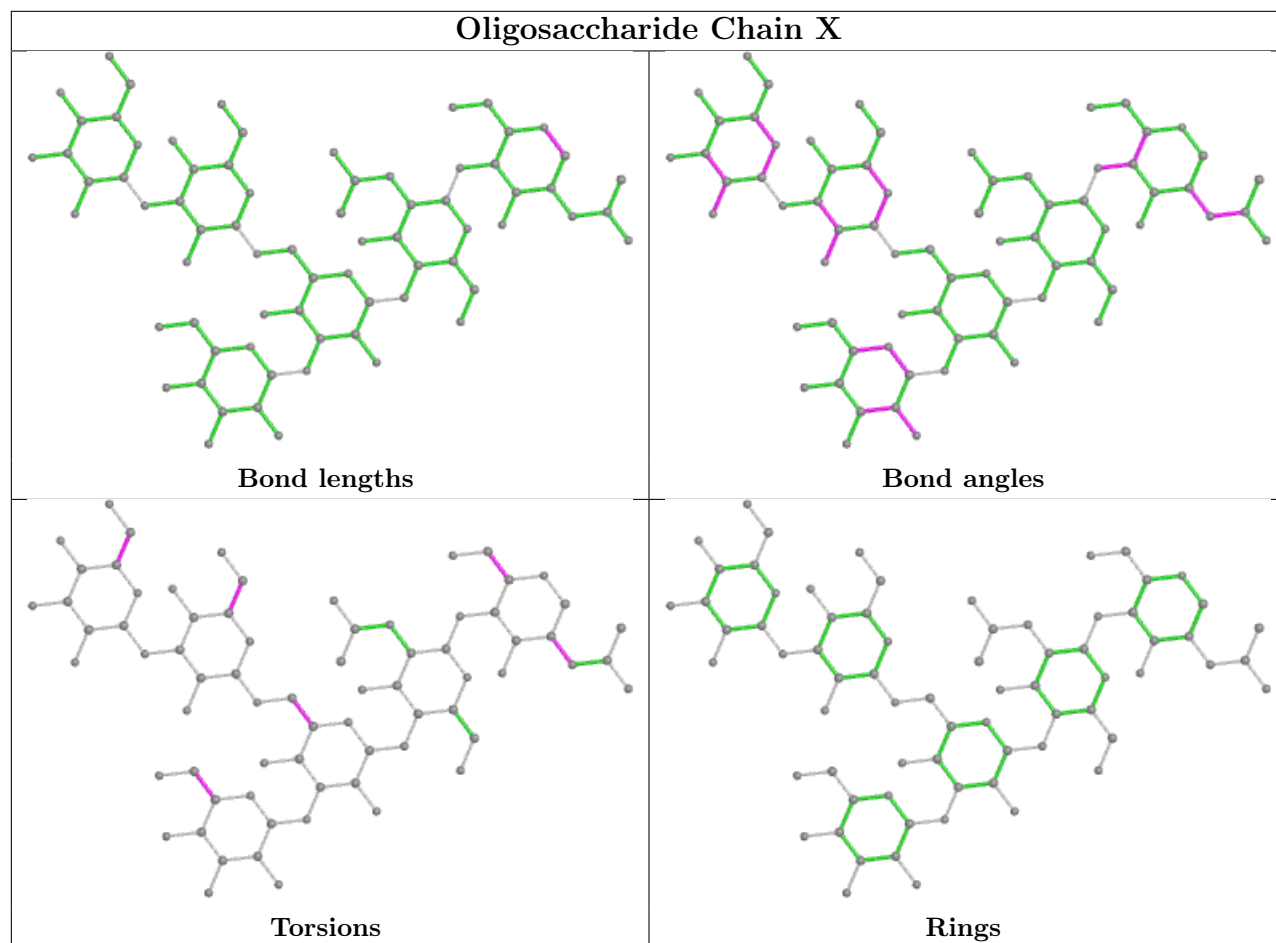 Oligosaccharide Chain X
Bond lengths
Bond angles
Torsions
Rings